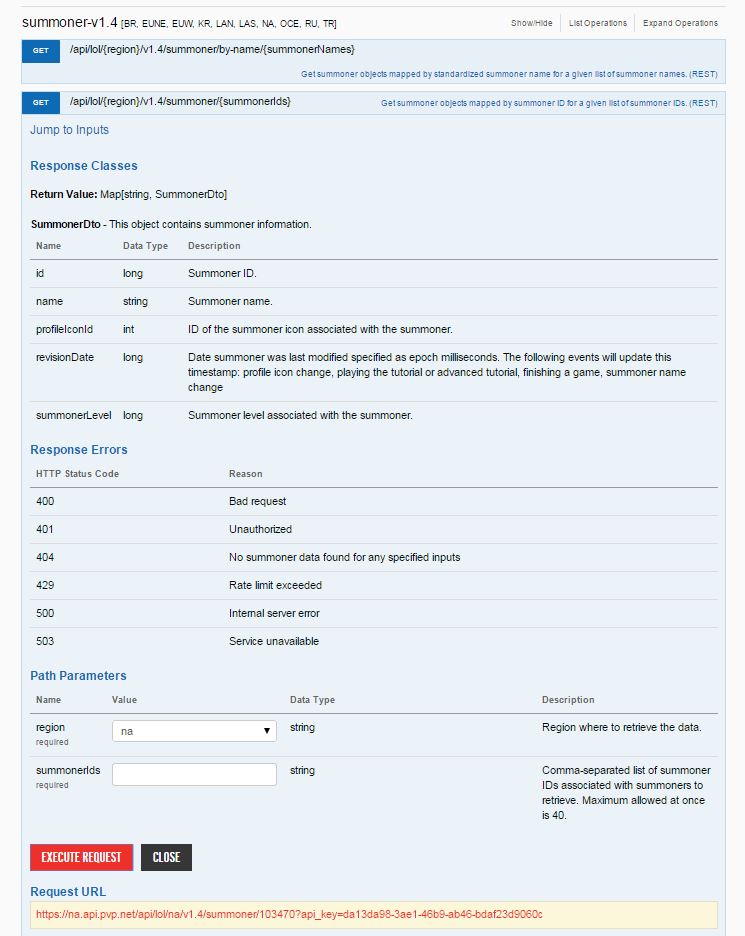 summoner-v1.4 [BR, EUNE, EUW, KR, LAN, LAS, NA, OCE, RU, TR]
Show/Hide List Operations Expand Operations
GET /api/lol/{region}/v1.4/summoner/by-name/{summonerNames}
Get summoner objects mapped by standardized summoner name for a given list of summoner names. (REST)
GET /api/lol/{region}/v1.4/summoner/{summonerIds} Get summoner objects mapped by summoner ID for a given list of summoner IDs. (REST)
Jump to Inputs
Response Classes
Return Value: Map[string, SummonerDto]
SummonerDto - This object contains summoner information.
Name Data Type Description
id long Summoner ID.
name string Summoner name.
profileIconId int ID of the summoner icon associated with the summoner.
revisionDate long Date summoner was last modified specified as epoch milliseconds. The following events will update this
timestamp: profile icon change, playing the tutorial or advanced tutorial, finishing a game, summoner name
change
summonerLevel long Summoner level associated with the summoner.
Response Errors
HTTP Status Code Reason
400 Bad request
401 Unauthorized
404 No summoner data found for any specified inputs
429 Rate limit exceeded
500 Internal server error
503 Service unavailable
Path Parameters
Name Value Data Type Description
region na string Region where to retrieve the data.
required
summonerIds string Comma-separated list of summoner
required IDs associated with summoners to
retrieve. Maximum allowed at once
is 40.
EXECUTE REQUEST CLOSE
Request URL
https://na.api.pvp.net/api/lol/na/v1.4/summoner/103470?api_key=da13da98-3ae1-46b9-ab46-bdaf23d9060c